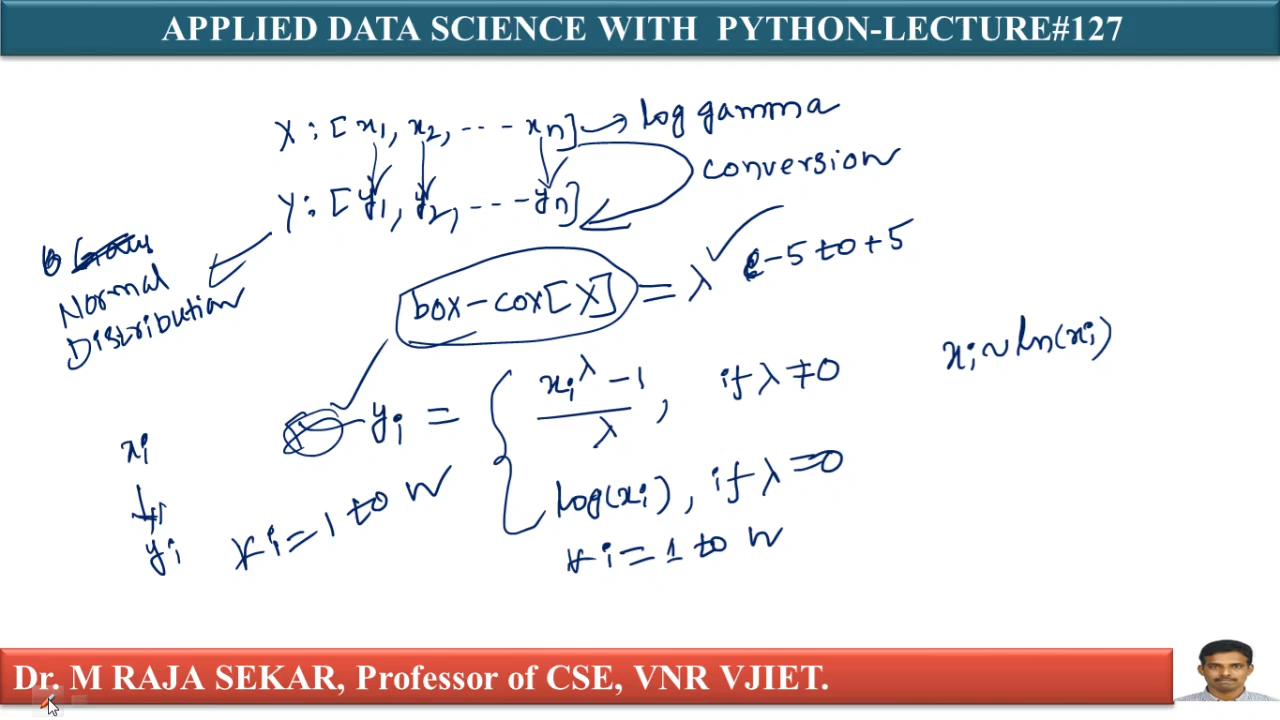 APPLIED DATA SCIENCE WITH PYTHON-LECTURE#127
X : [ x₁, x₂, ---- xₙ] → log gamma
conversion
Y : [ y₁, y₂, ---- yₙ]
Normal
Distribution
box-cox[X] = λ -5 to +5
xᵢ ~ ln(xᵢ)
yᵢ = { (xᵢ^λ - 1)/λ, if λ ≠ 0
log(xᵢ), if λ = 0
∀ i = 1 to n
xᵢ
↓
yᵢ
∀ i = 1 to n
Dr. M RAJA SEKAR, Professor of CSE, VNR VJIET.